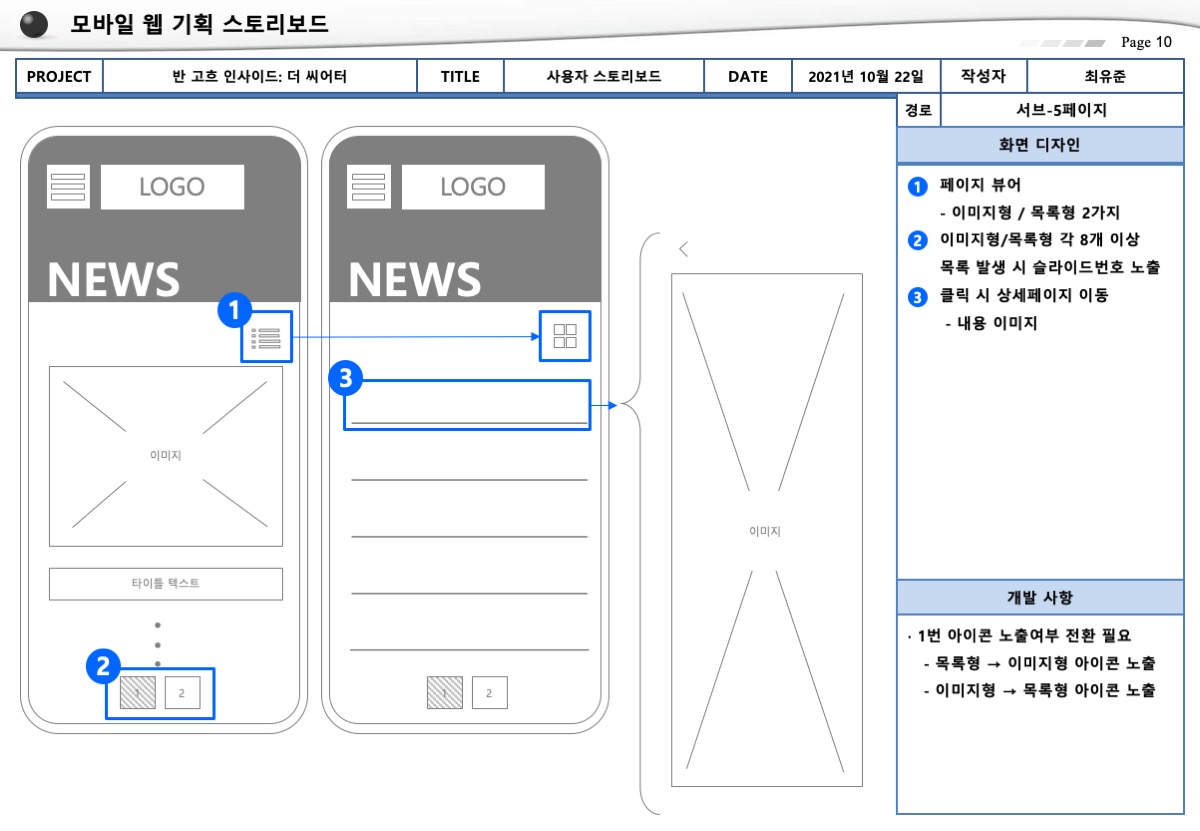 모바일 웹 기획 스토리보드
Page 10
PROJECT 반 고흐 인사이드: 더 씨어터 TITLE 사용자 스토리보드 DATE 2021년 10월 22일 작성자 최유준
경로 서브-5페이지
LOGO
NEWS
1
이미지
타이틀 텍스트
2
1 2
LOGO
NEWS
3
1 2
이미지
화면 디자인
1 페이지 뷰어
- 이미지형 / 목록형 2가지
2 이미지형/목록형 각 8개 이상
목록 발생 시 슬라이드번호 노출
3 클릭 시 상세페이지 이동
- 내용 이미지
개발 사항
· 1번 아이콘 노출여부 전환 필요
- 목록형 → 이미지형 아이콘 노출
- 이미지형 → 목록형 아이콘 노출